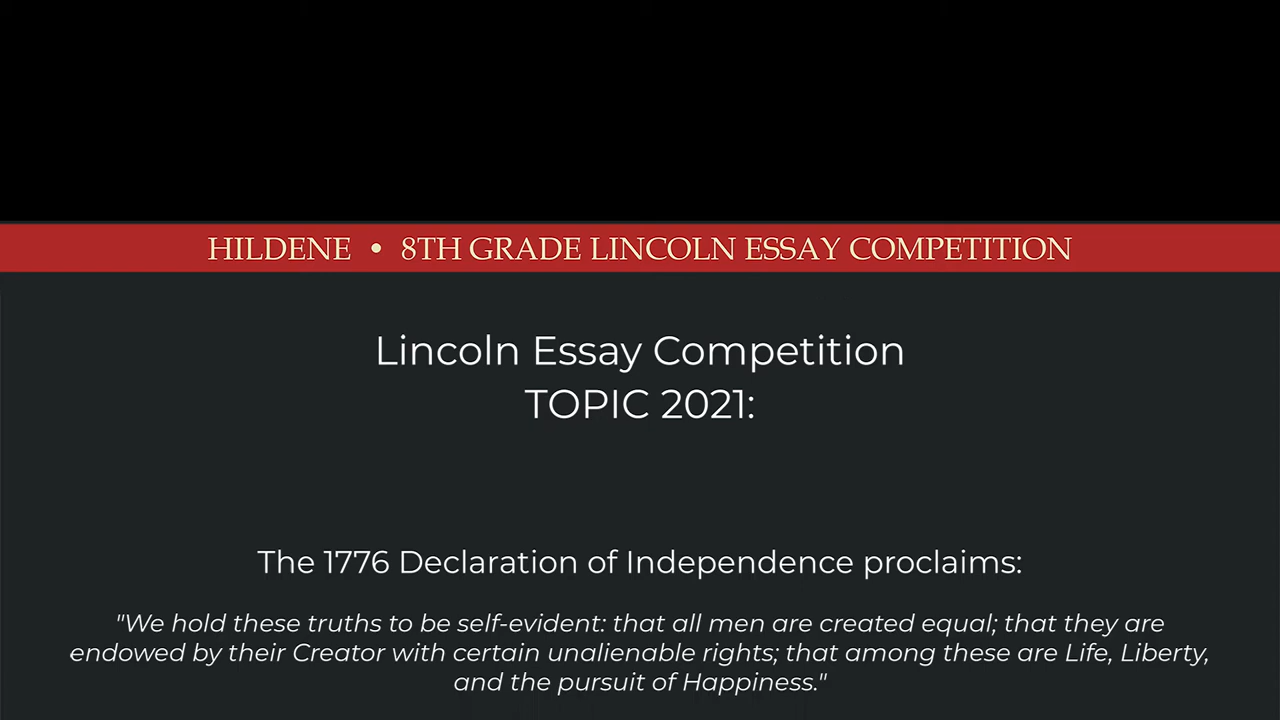 HILDENE • 8TH GRADE LINCOLN ESSAY COMPETITION
Lincoln Essay Competition
TOPIC 2021:
The 1776 Declaration of Independence proclaims:
"We hold these truths to be self-evident: that all men are created equal; that they are
endowed by their Creator with certain unalienable rights; that among these are Life, Liberty,
and the pursuit of Happiness."